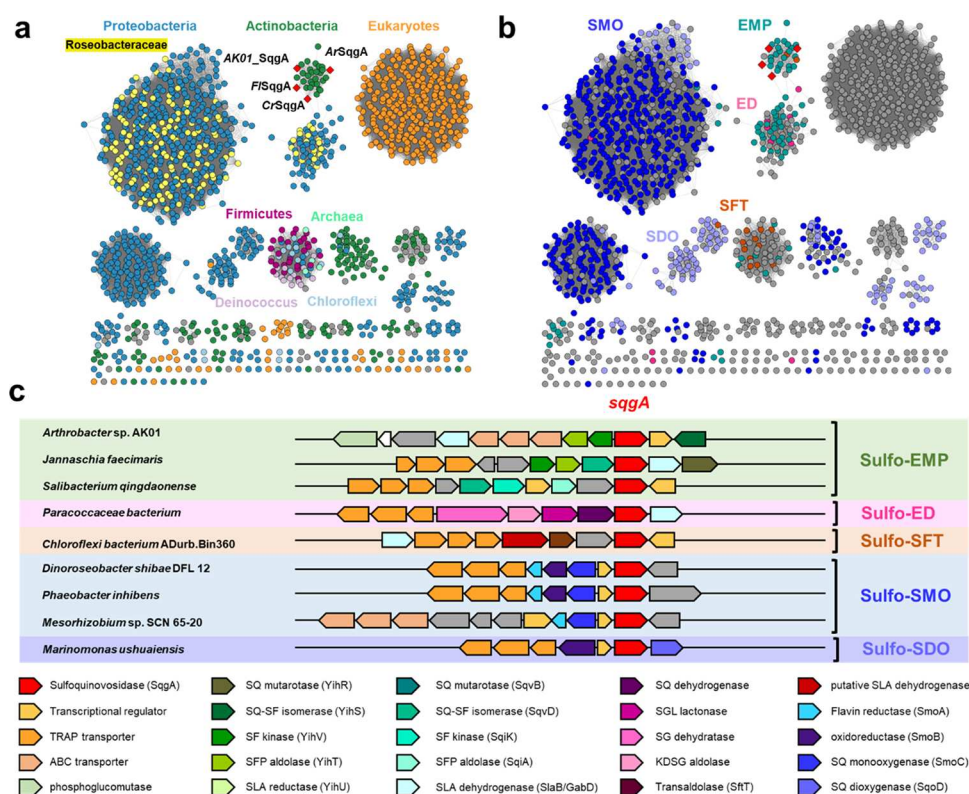 a
Proteobacteria
Actinobacteria
Eukaryotes
Roseobacteraceae
AK01_SqgA
ArSqgA
FlSqgA
CrSqgA
Firmicutes
Archaea
Deinococcus
Chloroflexi
b
SMO
EMP
ED
SFT
SDO
c
sqgA
Arthrobacter sp. AK01
Jannaschia faecimaris
Salibacterium qingdaonense
Sulfo-EMP
Paracoccaceae bacterium
Sulfo-ED
Chloroflexi bacterium ADurb.Bin360
Sulfo-SFT
Dinoroseobacter shibae DFL 12
Phaeobacter inhibens
Mesorhizobium sp. SCN 65-20
Sulfo-SMO
Marinomonas ushuaiensis
Sulfo-SDO
Sulfoquinovosidase (SqgA)
Transcriptional regulator
TRAP transporter
ABC transporter
phosphoglucomutase
SQ mutarotase (YihR)
SQ-SF isomerase (YihS)
SF kinase (YihV)
SFP aldolase (YihT)
SLA reductase (YihU)
SQ mutarotase (SqvB)
SQ-SF isomerase (SqvD)
SF kinase (SqiK)
SFP aldolase (SqiA)
SLA dehydrogenase (SlaB/GabD)
SQ dehydrogenase
SGL lactonase
SG dehydratase
KDSG aldolase
Transaldolase (SftT)
putative SLA dehydrogenase
Flavin reductase (SmoA)
oxidoreductase (SmoB)
SQ monooxygenase (SmoC)
SQ dioxygenase (SqoD)